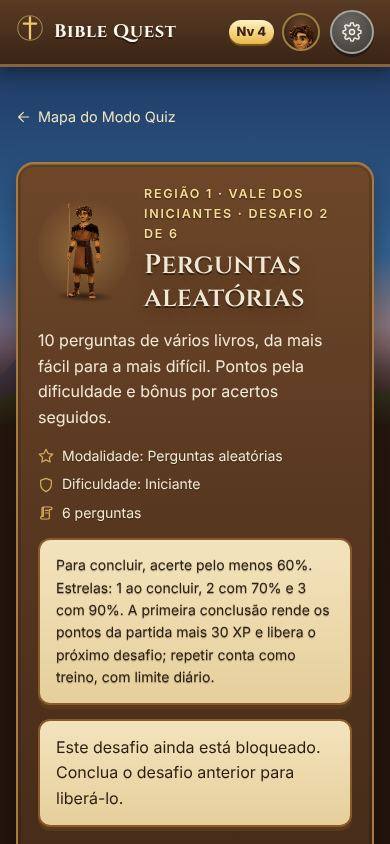 BIBLE QUEST
Nv 4
Mapa do Modo Quiz
REGIÃO 1 · VALE DOS
INICIANTES · DESAFIO 2
DE 6
PERGUNTAS
ALEATÓRIAS
10 perguntas de vários livros, da mais
fácil para a mais difícil. Pontos pela
dificuldade e bônus por acertos
seguidos.
Modalidade: Perguntas aleatórias
Dificuldade: Iniciante
6 perguntas
Para concluir, acerte pelo menos 60%.
Estrelas: 1 ao concluir, 2 com 70% e 3
com 90%. A primeira conclusão rende os
pontos da partida mais 30 XP e libera o
próximo desafio; repetir conta como
treino, com limite diário.
Este desafio ainda está bloqueado.
Conclua o desafio anterior para
liberá-lo.